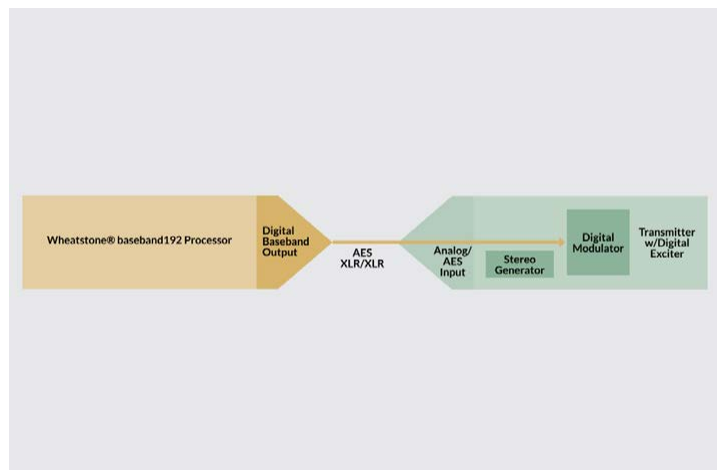 Wheatstone® baseband192 Processor
Digital
Baseband
Output
AES
XLR/XLR
Analog/
AES
Input
Stereo
Generator
Digital
Modulator
Transmitter
w/Digital
Exciter